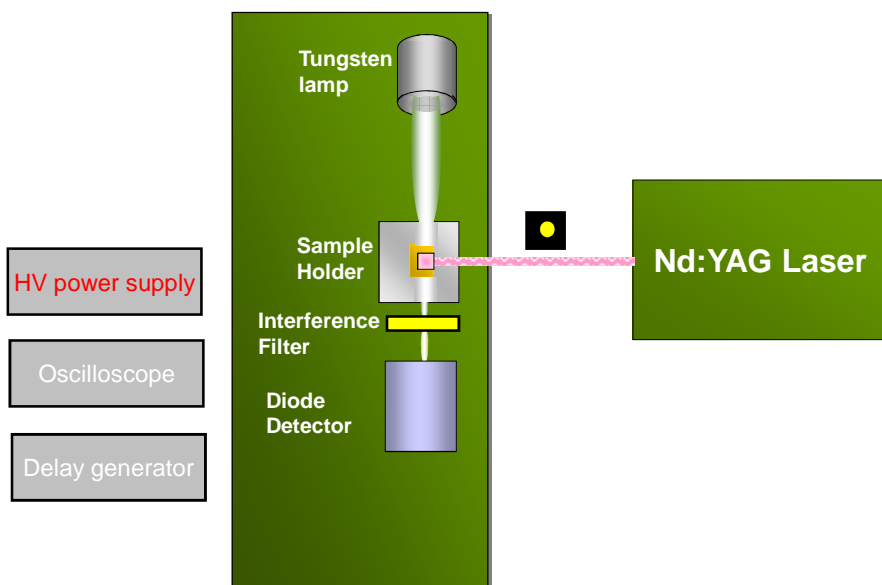 Tungsten
lamp
Sample
Holder
Nd:YAG Laser
HV power supply
Interference
Filter
Oscilloscope
Diode
Detector
Delay generator